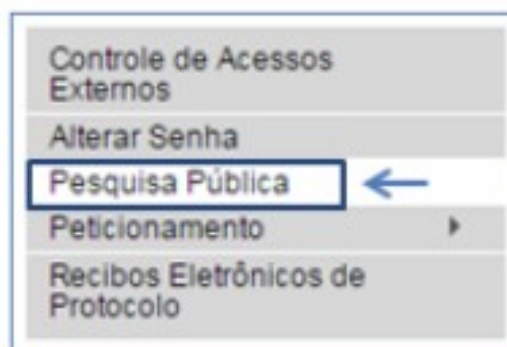 Controle de Acessos
Externos
Alterar Senha
Pesquisa Pública
Peticionamento
Recibos Eletrônicos de
Protocolo